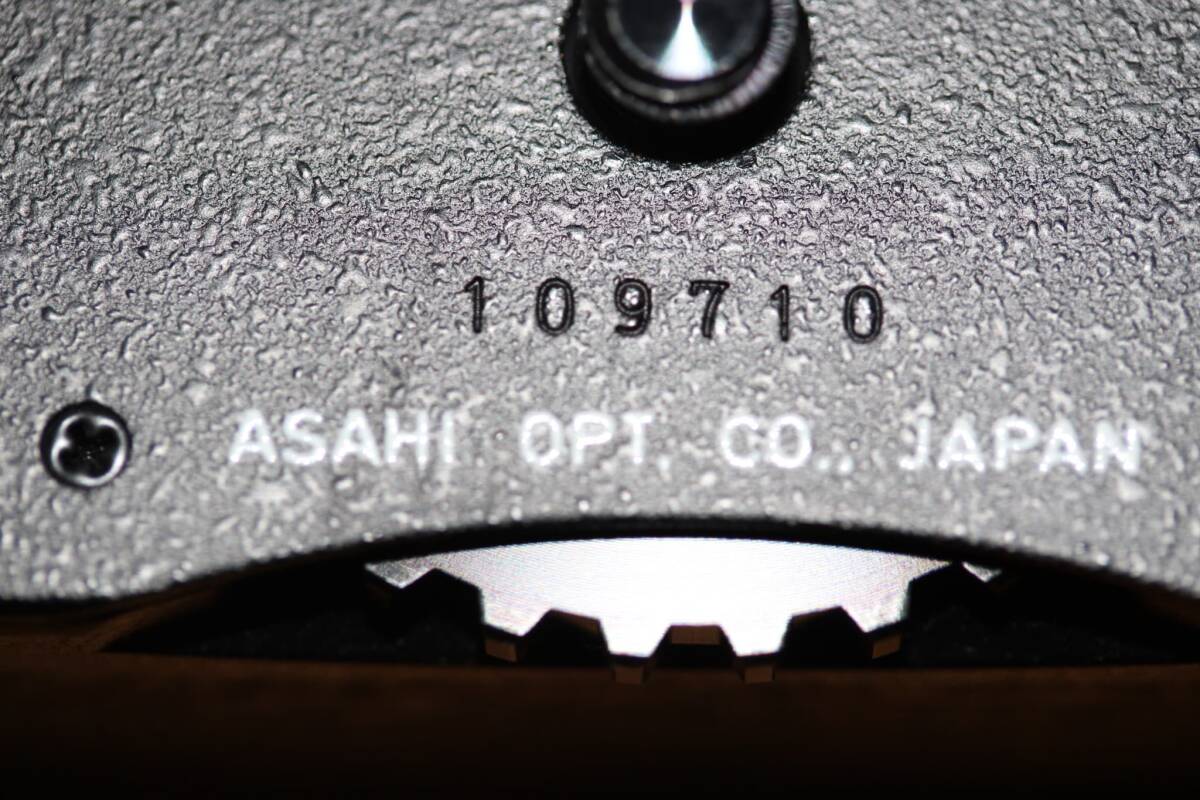 109710
ASAHI OPT. CO., JAPAN